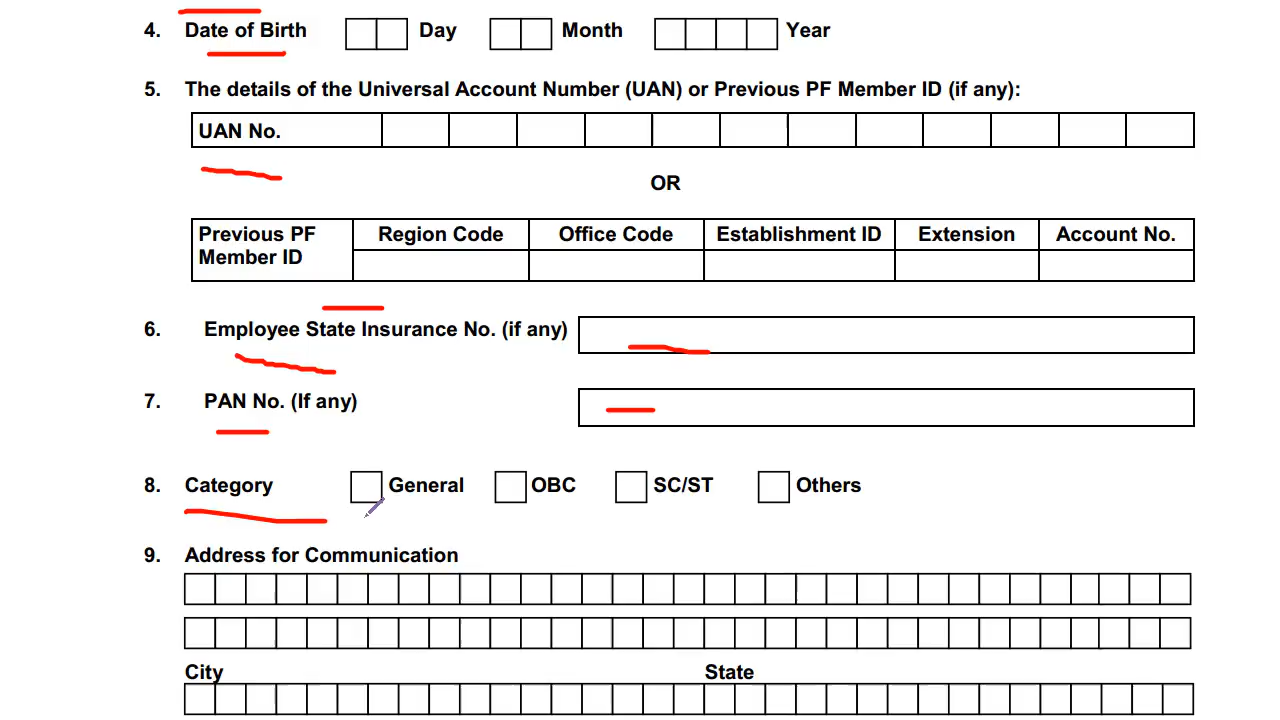 4. Date of Birth Day Month Year
5. The details of the Universal Account Number (UAN) or Previous PF Member ID (if any):
UAN No.
OR
Previous PF Member ID Region Code Office Code Establishment ID Extension Account No.
6. Employee State Insurance No. (if any)
7. PAN No. (If any)
8. Category General OBC SC/ST Others
9. Address for Communication
City State